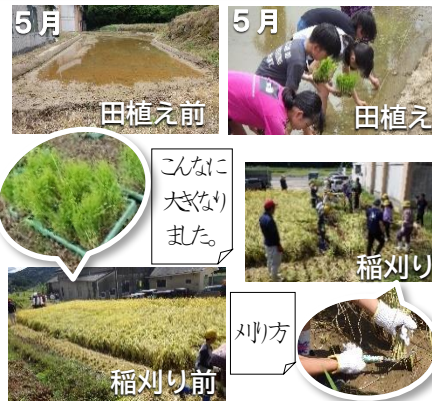 5月
田植え前
5月
田植え
こんなに
大きくなり
ました。
稲刈り
稲刈り前
刈り方